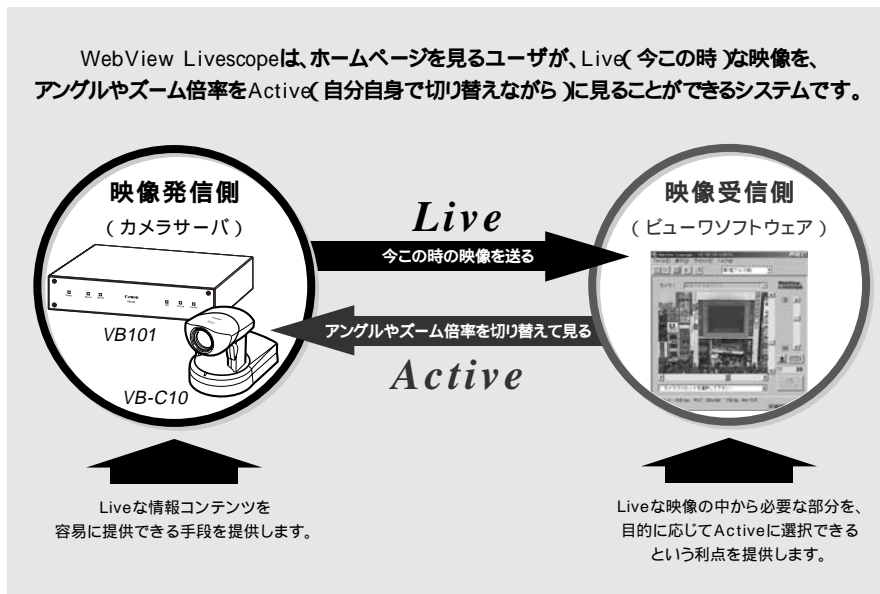 WebView Livescopeは、ホームページを見るユーザが、Live(今この時)な映像を、
アングルやズーム倍率をActive(自分自身で切り替えながら)に見ることができるシステムです。
映像発信側
(カメラサーバ)
Canon
VB101
VB-C10
Live
今この時の映像を送る
アングルやズーム倍率を切り替えて見る
Active
映像受信側
(ビューワソフトウェア)
Liveな情報コンテンツを
容易に提供できる手段を提供します。
Liveな映像の中から必要な部分を、
目的に応じてActiveに選択できる
という利点を提供します。